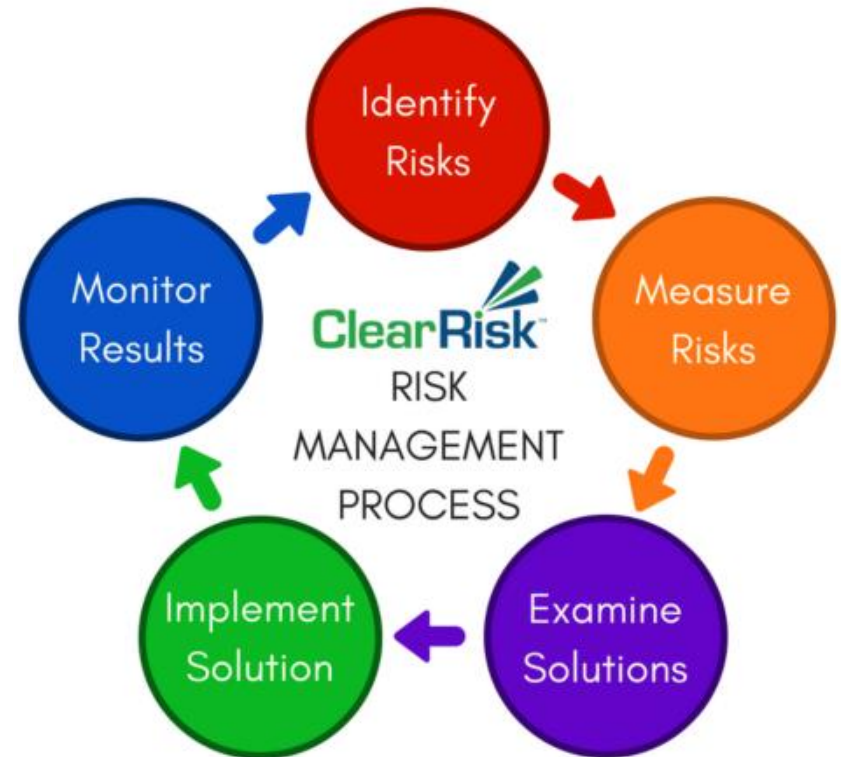 Identify
Risks
Measure
Risks
Examine
Solutions
Implement
Solution
Monitor
Results
ClearRisk™
RISK
MANAGEMENT
PROCESS